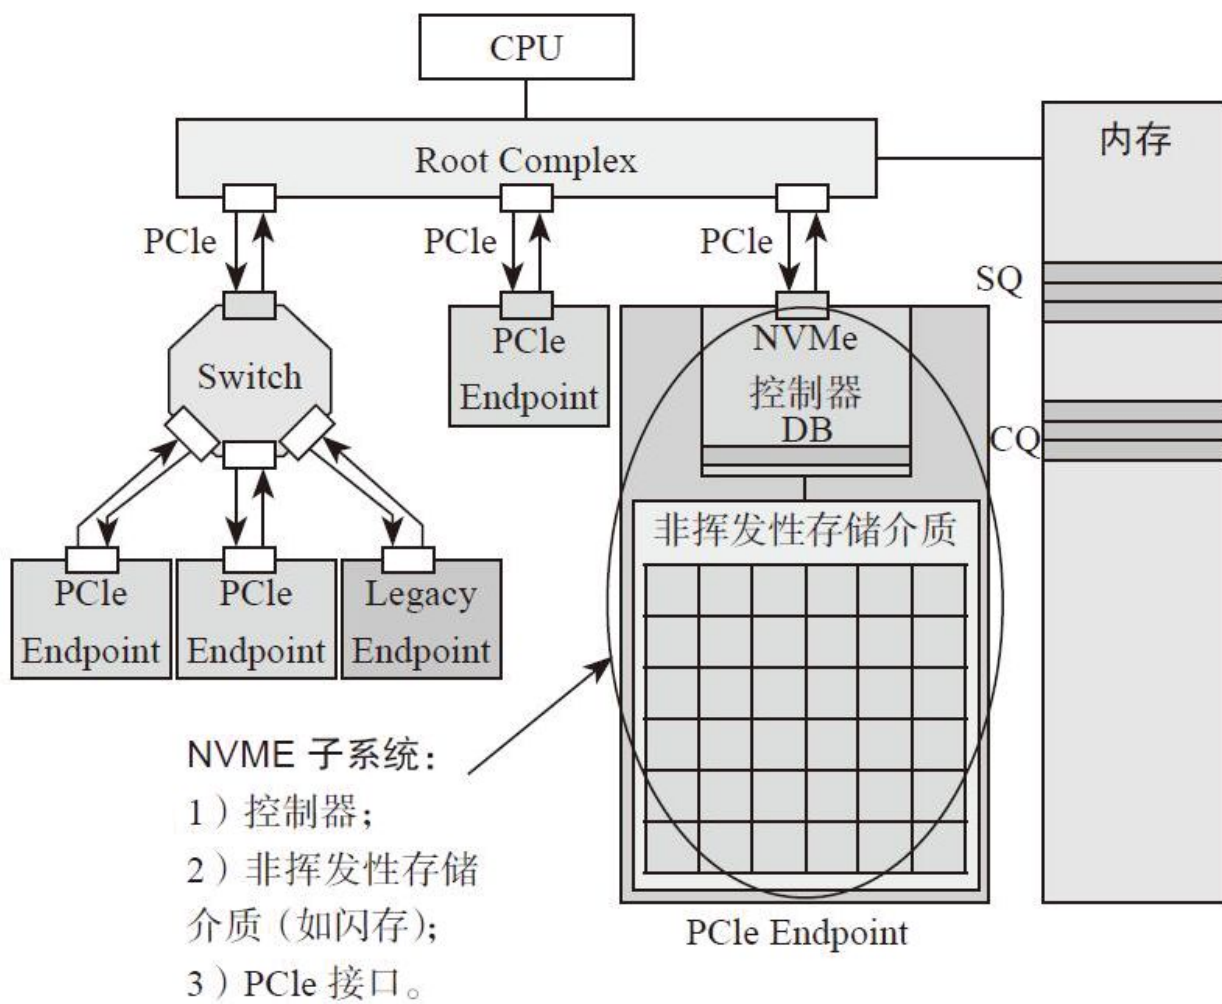 CPU
Root Complex
内存
PCle
PCle
PCle
SQ
Switch
PCle
Endpoint
NVMe
控制器
DB
CQ
非挥发性存储介质
PCle
Endpoint
PCle
Endpoint
Legacy
Endpoint
NVME 子系统：
1）控制器；
2）非挥发性存储
介质（如闪存）；
3）PCle 接口。
PCle Endpoint